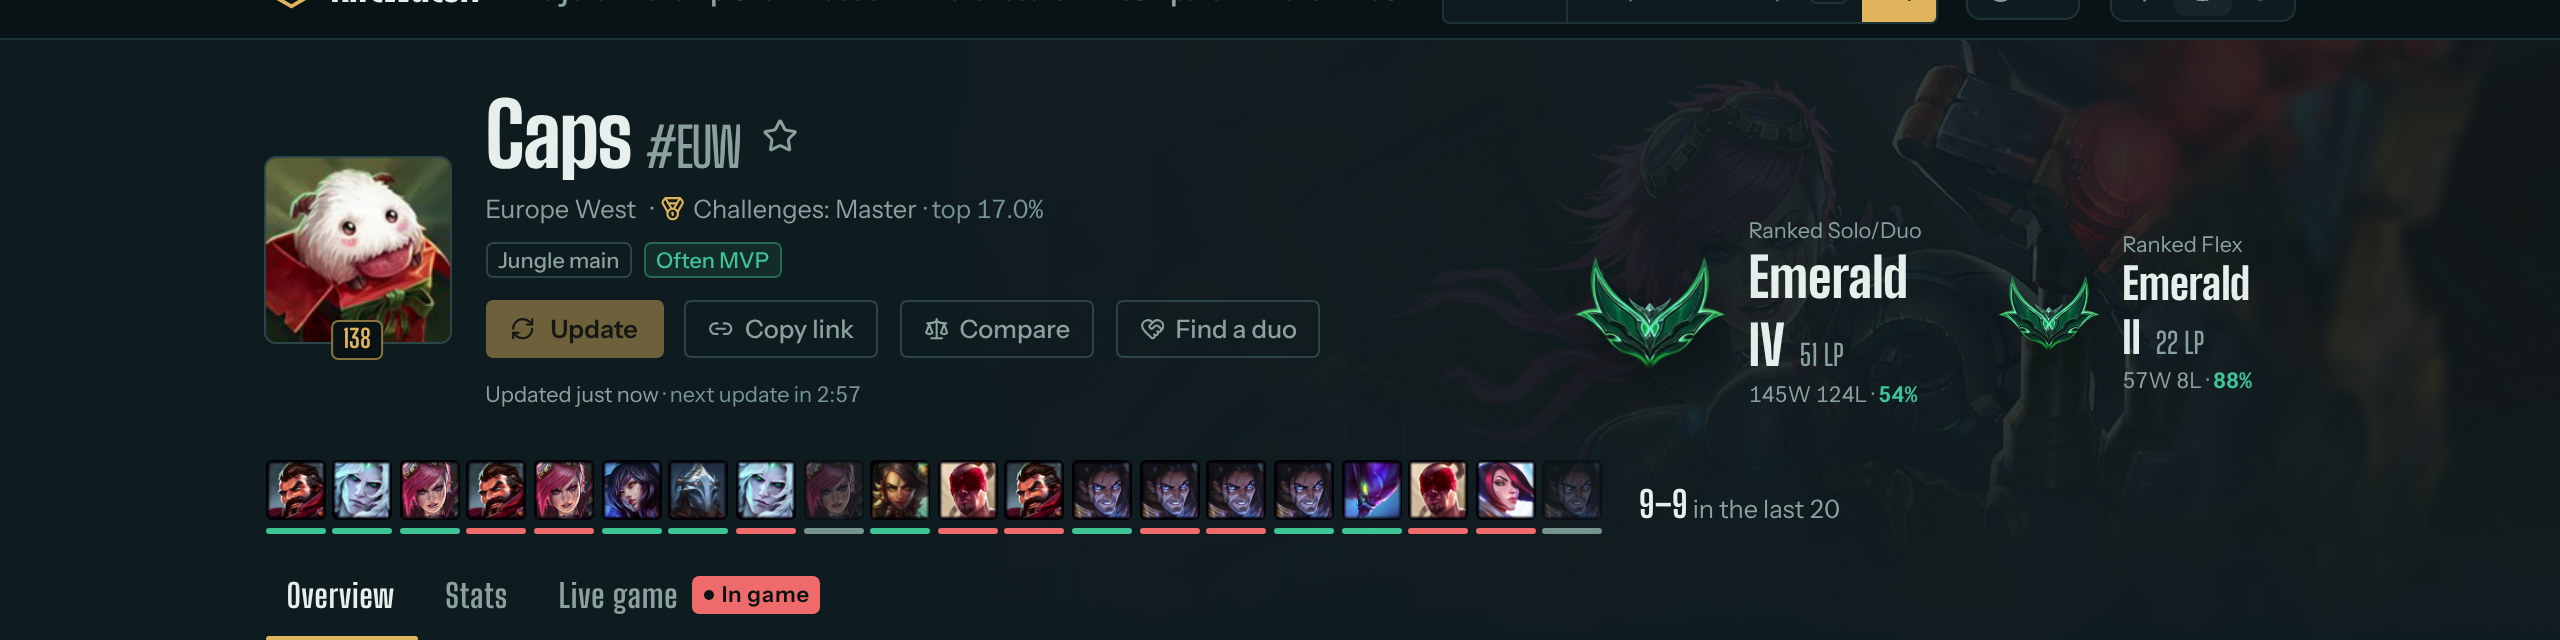 Caps #EUW
Europe West · Challenges: Master · top 17.0%
Jungle main
Often MVP
138
Update
Copy link
Compare
Find a duo
Updated just now · next update in 2:57
Ranked Solo/Duo
Emerald
IV 51 LP
145W 124L · 54%
Ranked Flex
Emerald
II 22 LP
57W 8L · 88%
9–9 in the last 20
Overview
Stats
Live game
• In game